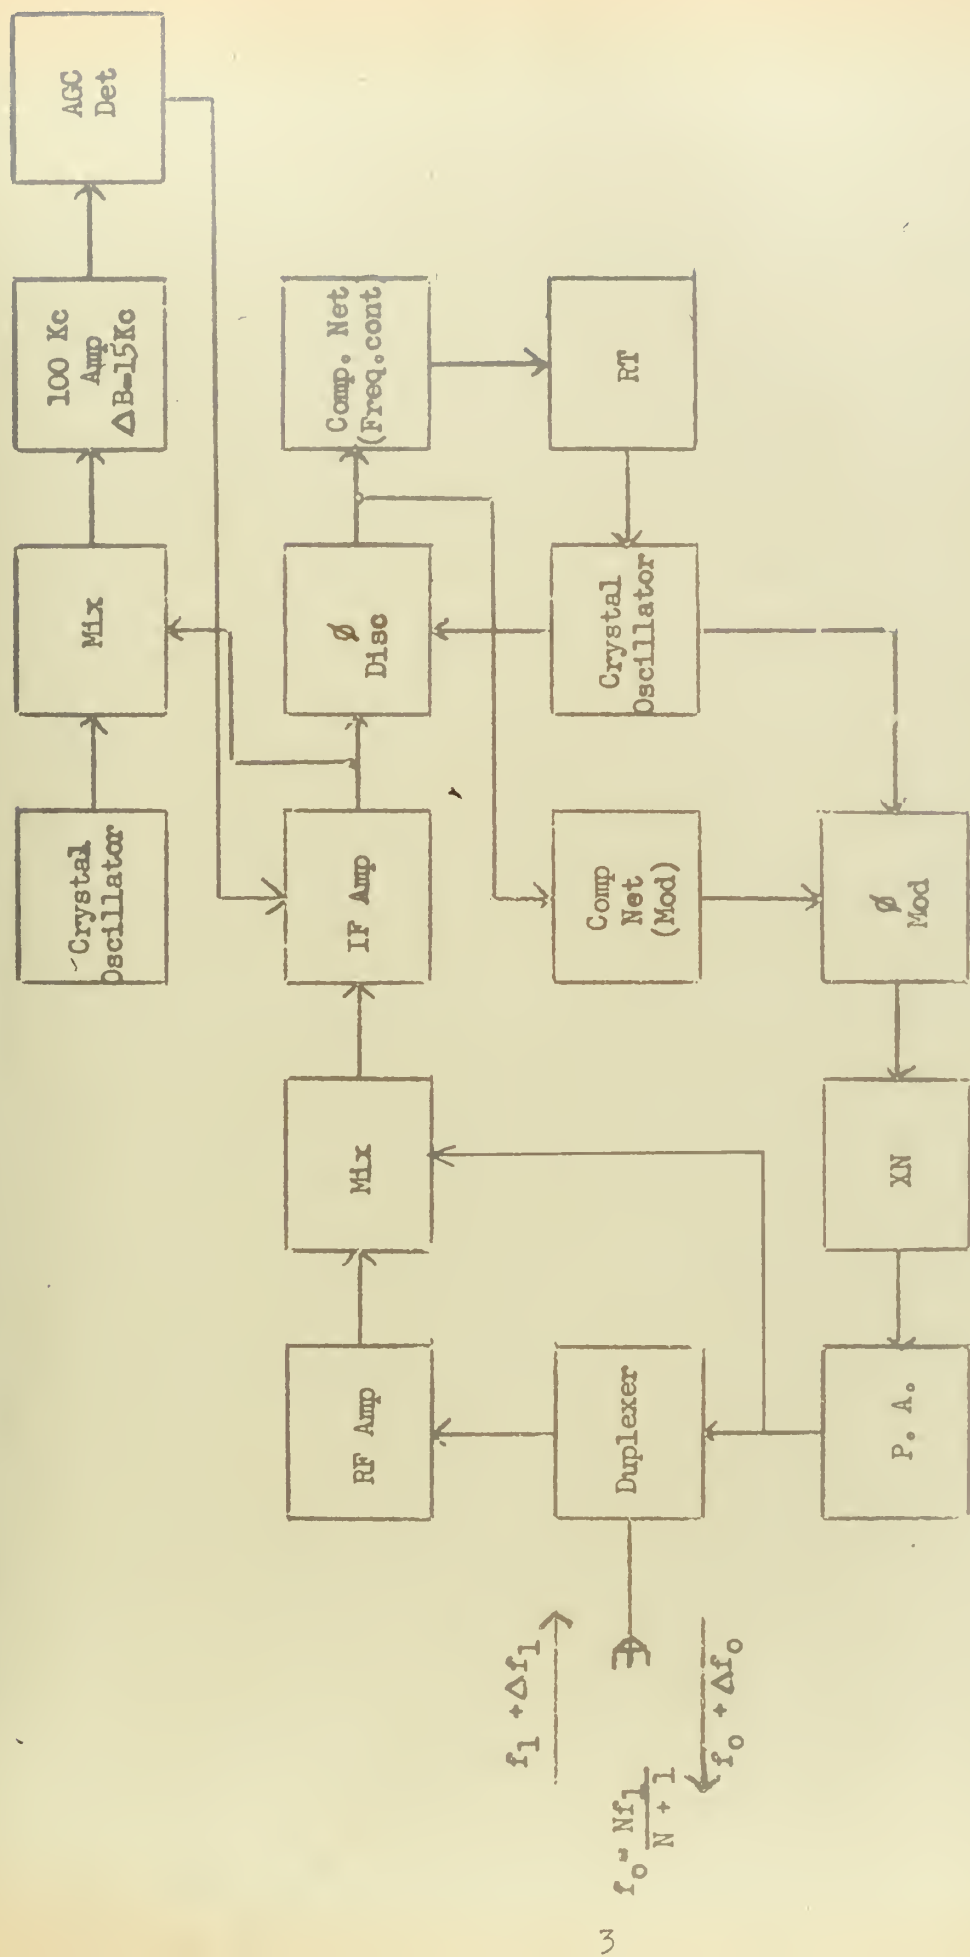 Crystal
Oscillator
Mix
100 Kc
Amp
ΔB=15Kc
AGC
Det
RF Amp
Mix
IF Amp
Ø
Disc
Comp. Net
(Freq.cont
f₁ +Δf₁
Duplexer
Comp
Net
(Mod)
Crystal
Oscillator
RT
f₀ = Nf₁
N + 1
f₀ + Δf₀
P. A.
XN
Ø
Mod
3